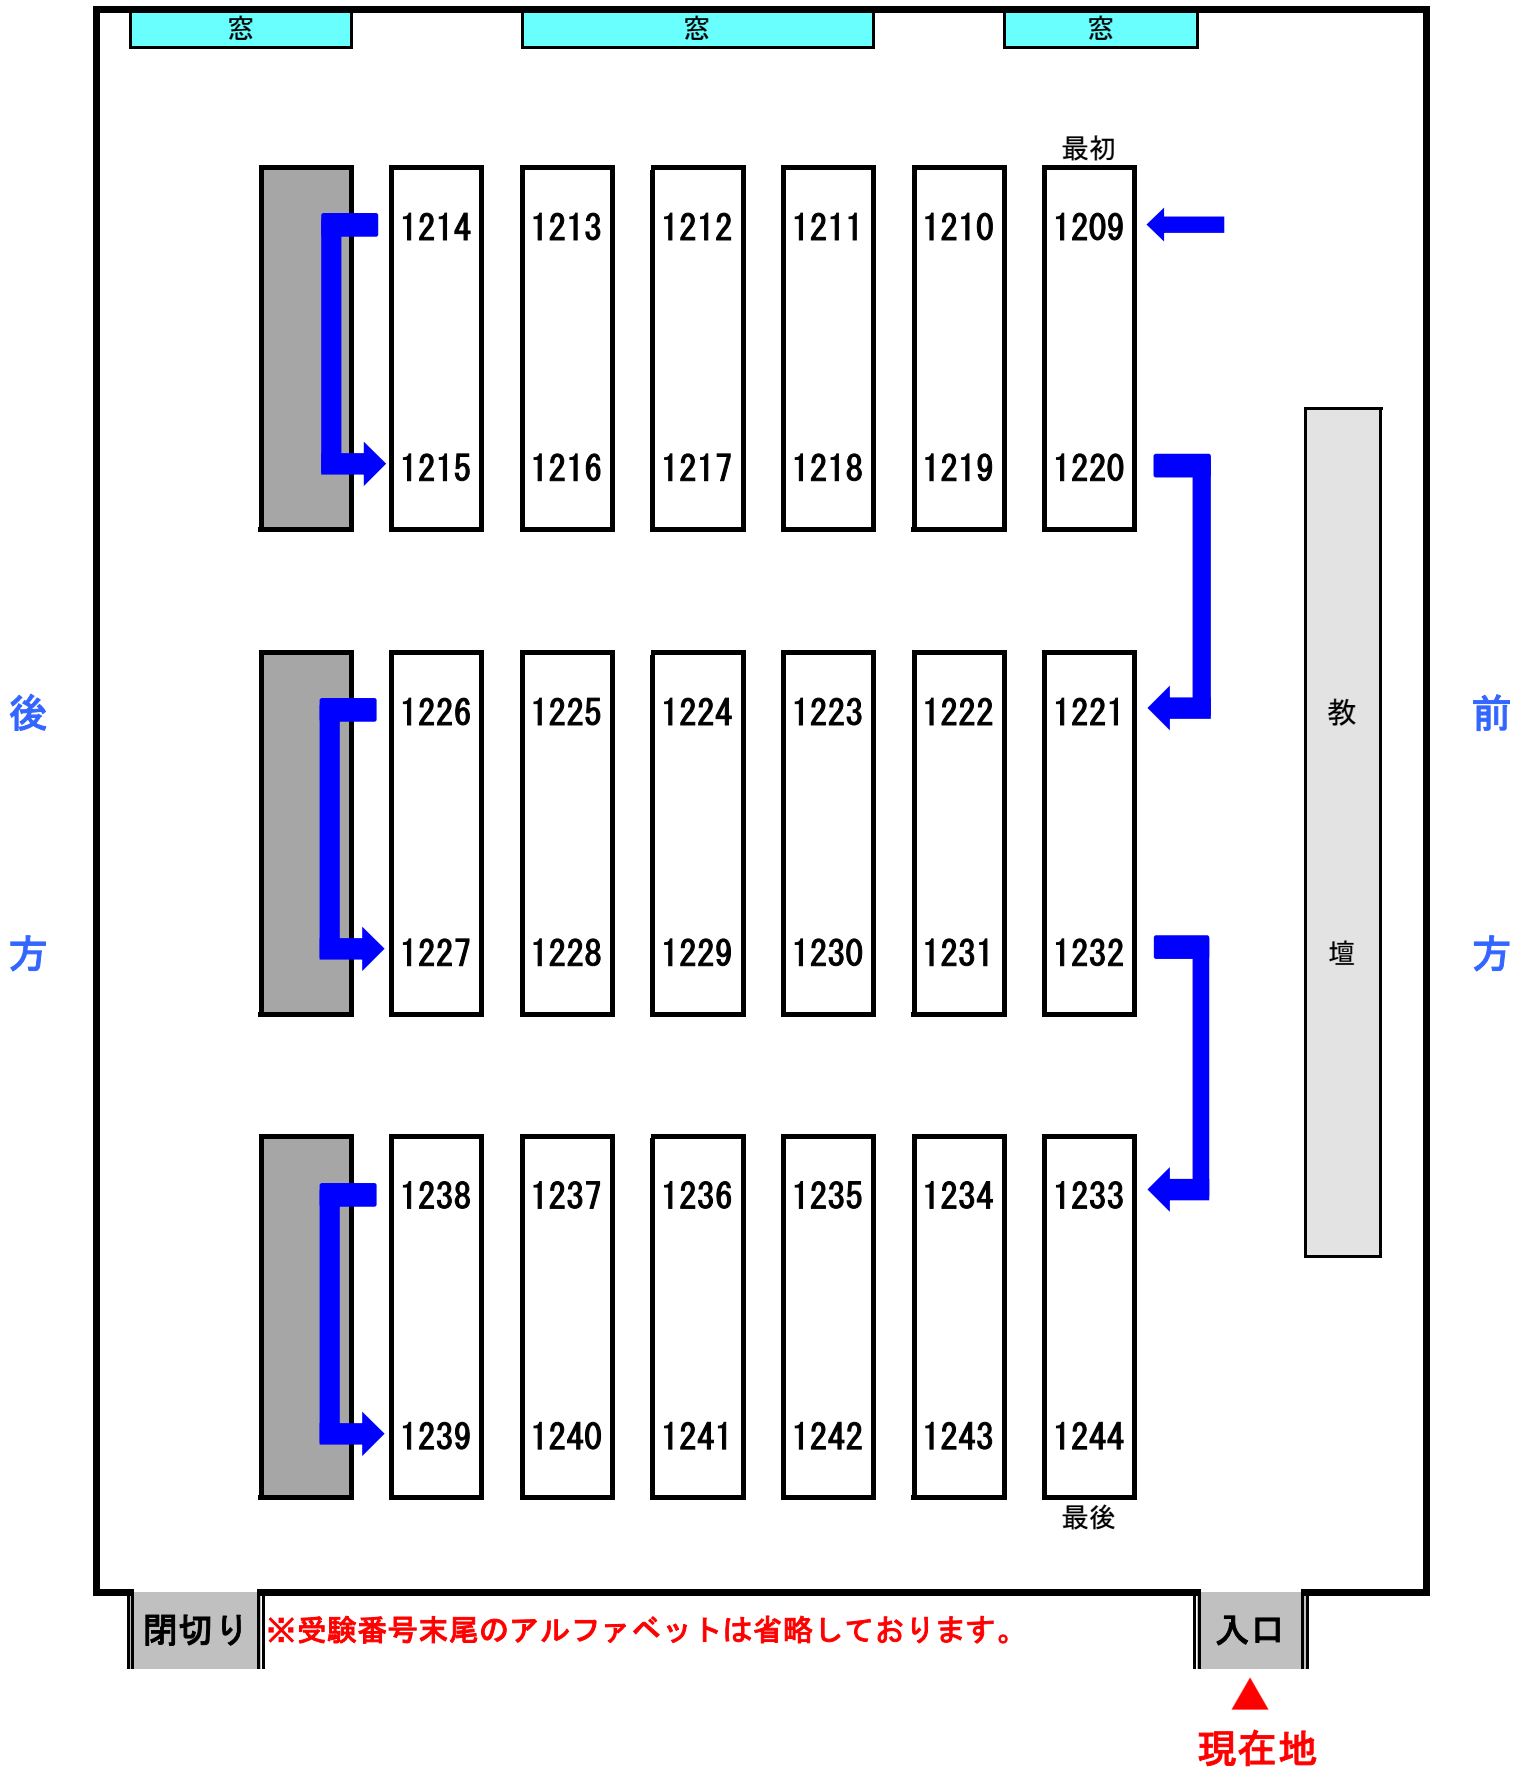 窓 窓 窓
最初
1214 1213 1212 1211 1210 1209
1215 1216 1217 1218 1219 1220
後 1226 1225 1224 1223 1222 1221 教 前
方 1227 1228 1229 1230 1231 1232 壇 方
1238 1237 1236 1235 1234 1233
1239 1240 1241 1242 1243 1244
最後
閉切り ※受験番号末尾のアルファベットは省略しております。 入口
現在地